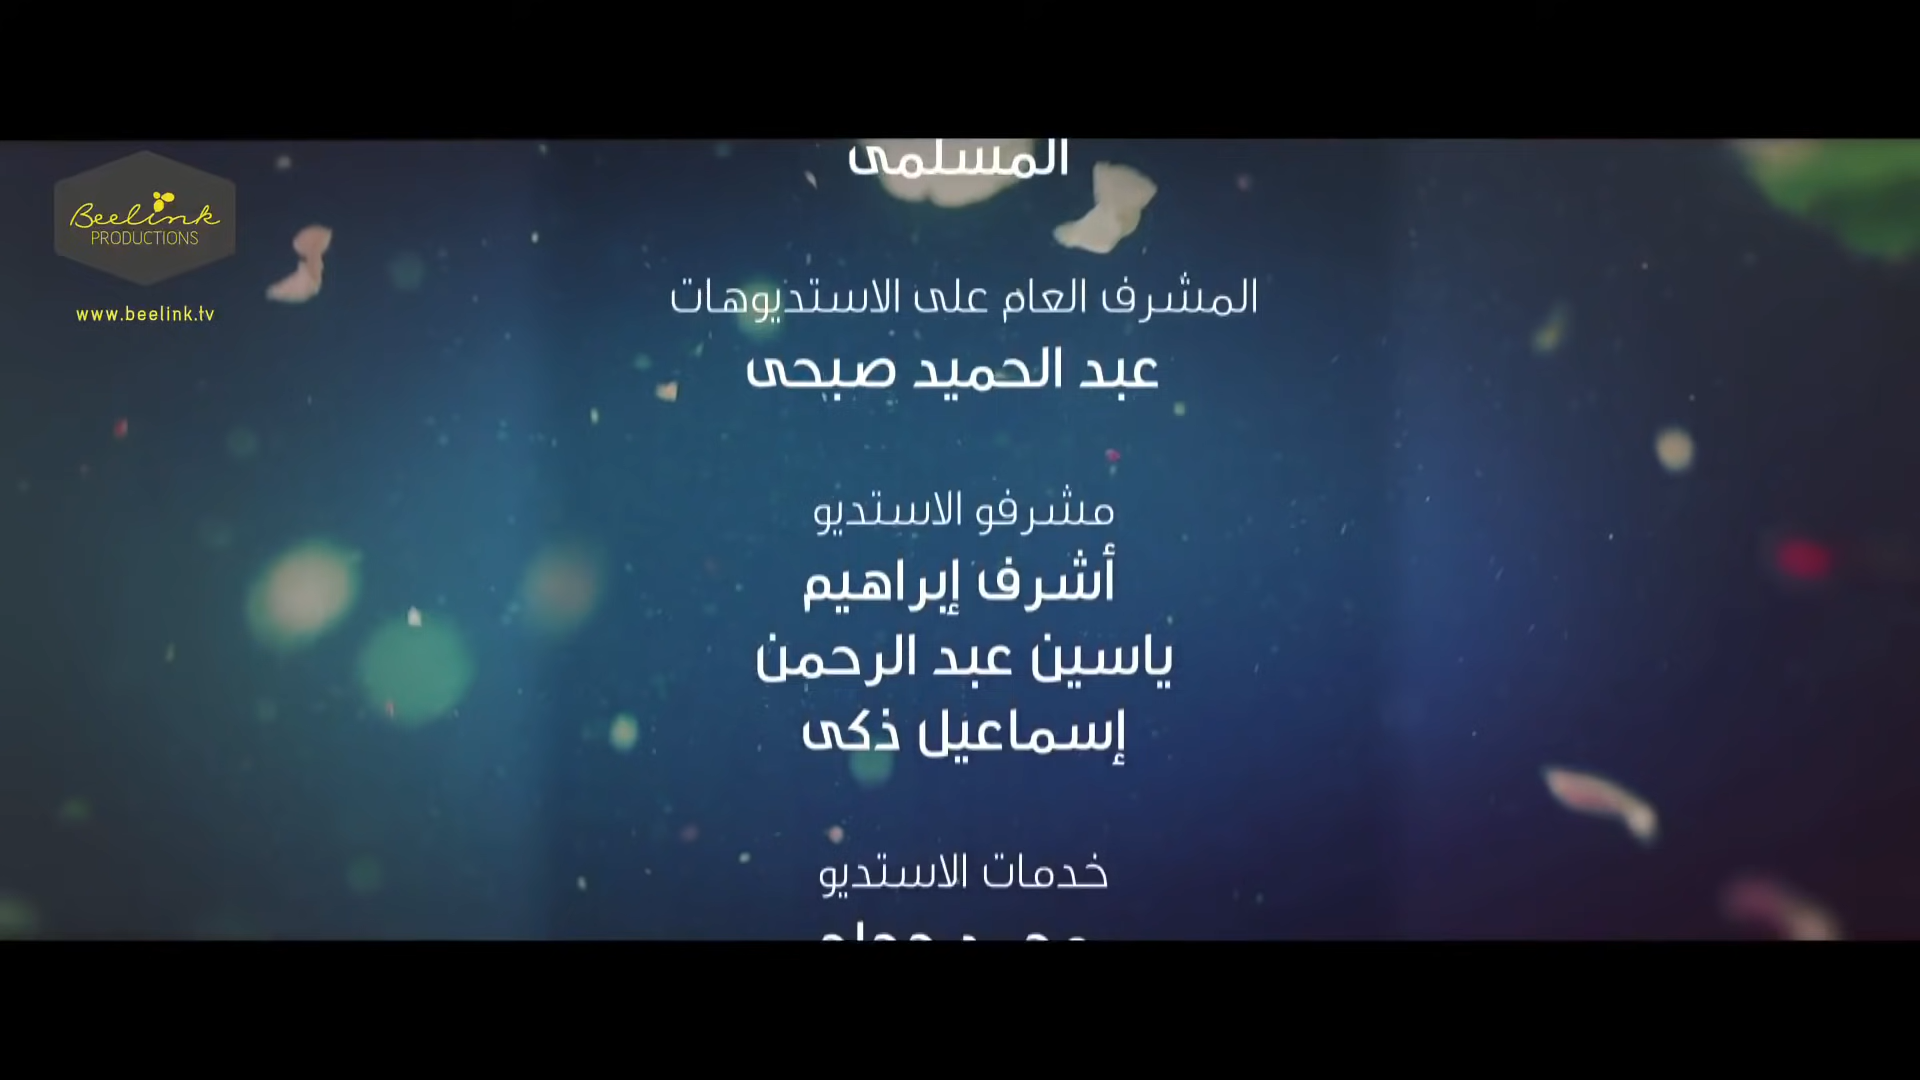 Beelink
PRODUCTIONS
www.beelink.tv
المسلمى
المشرف العام على الاستديوهات
عبد الحميد صبحى
مشرفو الاستديو
أشرف إبراهيم
ياسين عبد الرحمن
إسماعيل ذكى
خدمات الاستديو